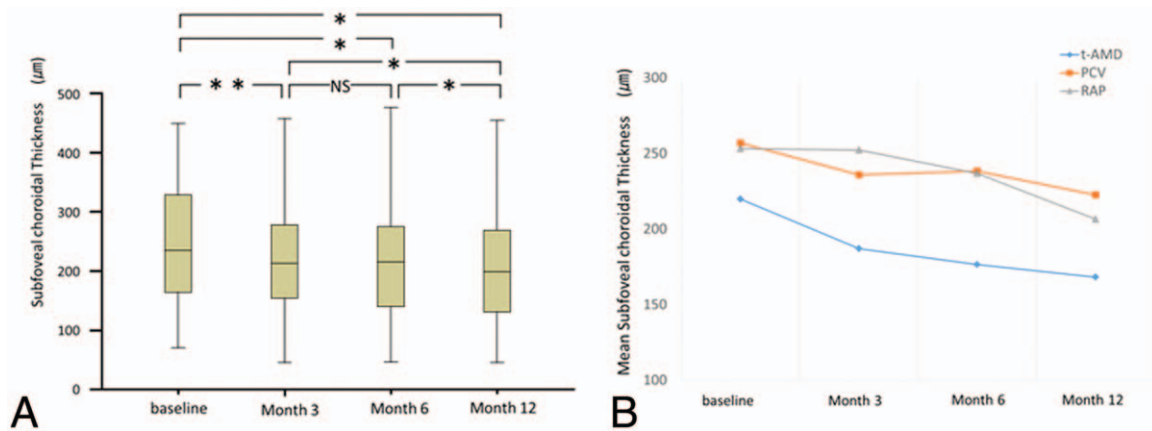 *
*
*
* *
NS
*
Subfoveal choroidal Thickness (㎛)
500
400
300
200
100
0
baseline
Month 3
Month 6
Month 12
A
t-AMD
PCV
RAP
Mean Subfoveal choroidal Thickness (㎛)
300
250
200
150
100
baseline
Month 3
Month 6
Month 12
B